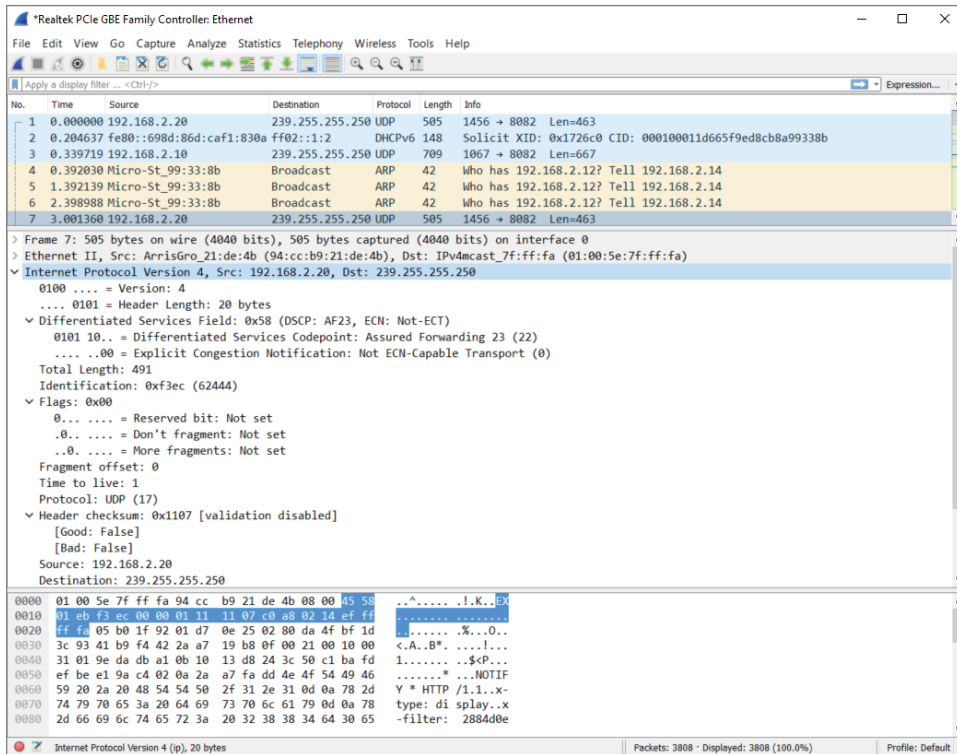 *Realtek PCIe GBE Family Controller: Ethernet
File Edit View Go Capture Analyze Statistics Telephony Wireless Tools Help
Apply a display filter ... <Ctrl-/> Expression...
No. Time Source Destination Protocol Length Info
1 0.000000 192.168.2.20 239.255.255.250 UDP 505 1456 → 8082 Len=463
2 0.204637 fe80::698d:86d:caf1:830a ff02::1:2 DHCPv6 148 Solicit XID: 0x1726c0 CID: 000100011d665f9ed8cb8a99338b
3 0.339719 192.168.2.10 239.255.255.250 UDP 709 1067 → 8082 Len=667
4 0.392030 Micro-St_99:33:8b Broadcast ARP 42 Who has 192.168.2.12? Tell 192.168.2.14
5 1.392139 Micro-St_99:33:8b Broadcast ARP 42 Who has 192.168.2.12? Tell 192.168.2.14
6 2.398988 Micro-St_99:33:8b Broadcast ARP 42 Who has 192.168.2.12? Tell 192.168.2.14
7 3.001360 192.168.2.20 239.255.255.250 UDP 505 1456 → 8082 Len=463
Frame 7: 505 bytes on wire (4040 bits), 505 bytes captured (4040 bits) on interface 0
Ethernet II, Src: ArrisGro_21:de:4b (94:cc:b9:21:de:4b), Dst: IPv4mcast_7f:ff:fa (01:00:5e:7f:ff:fa)
Internet Protocol Version 4, Src: 192.168.2.20, Dst: 239.255.255.250
0100 .... = Version: 4
.... 0101 = Header Length: 20 bytes
Differentiated Services Field: 0x58 (DSCP: AF23, ECN: Not-ECT)
0101 10.. = Differentiated Services Codepoint: Assured Forwarding 23 (22)
.... ..00 = Explicit Congestion Notification: Not ECN-Capable Transport (0)
Total Length: 491
Identification: 0xf3ec (62444)
Flags: 0x00
0... .... = Reserved bit: Not set
.0.. .... = Don't fragment: Not set
..0. .... = More fragments: Not set
Fragment offset: 0
Time to live: 1
Protocol: UDP (17)
Header checksum: 0x1107 [validation disabled]
[Good: False]
[Bad: False]
Source: 192.168.2.20
Destination: 239.255.255.250
0000 01 00 5e 7f ff fa 94 cc b9 21 de 4b 08 00 45 58 ..^..... .!.K..EX
0010 01 eb f3 ec 00 00 01 11 11 07 c0 a8 02 14 ef ff ........ ........
0020 ff fa 05 b0 1f 92 01 d7 0e 25 02 80 da 4f bf 1d ........ .%...O..
0030 3c 93 41 b9 f4 42 2a a7 19 b8 0f 00 21 00 10 00 <.A..B*. ....!...
0040 31 01 9e da db a1 0b 10 13 d8 24 3c 50 c1 ba fd 1....... ..$<P...
0050 ef be e1 9a c4 02 0a 2a a7 fa dd 4e 4f 54 49 46 .......* ...NOTIF
0060 59 20 2a 20 48 54 54 50 2f 31 2e 31 0d 0a 78 2d Y * HTTP /1.1..x-
0070 74 79 70 65 3a 20 64 69 73 70 6c 61 79 0d 0a 78 type: di splay..x
0080 2d 66 69 6c 74 65 72 3a 20 32 38 38 34 64 30 65 -filter: 2884d0e
Internet Protocol Version 4 (ip), 20 bytes Packets: 3808 · Displayed: 3808 (100.0%) Profile: Default